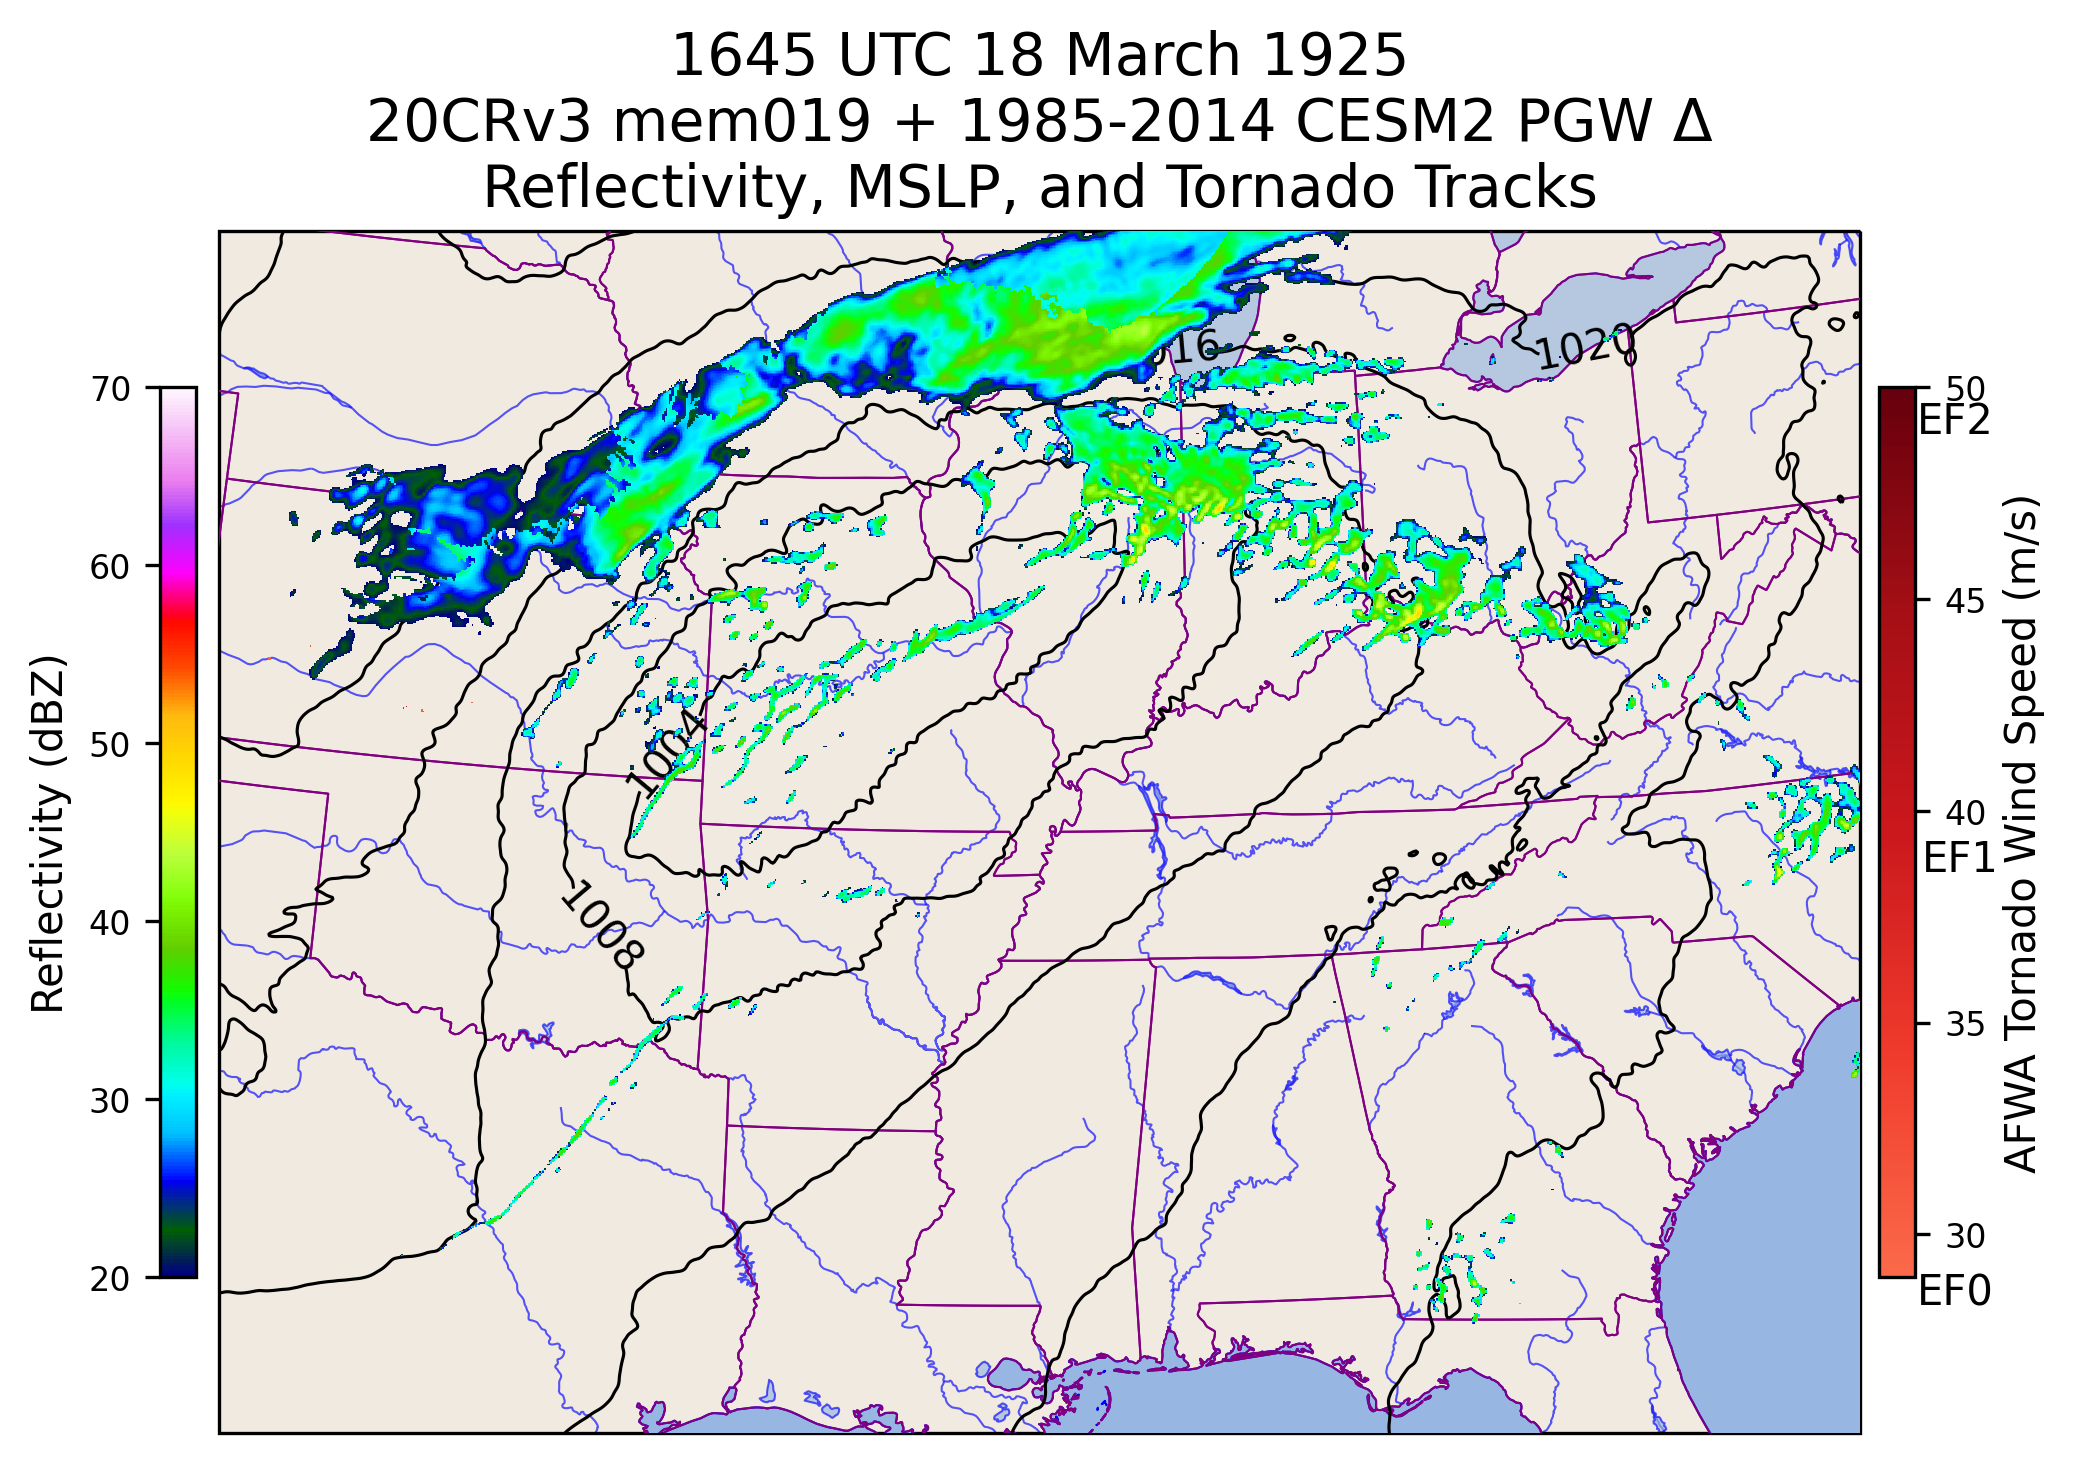 1645 UTC 18 March 1925
20CRv3 mem019 + 1985-2014 CESM2 PGW Δ
Reflectivity, MSLP, and Tornado Tracks
Reflectivity (dBZ)
70
60
50
40
30
20
16
1020
1004
1008
50
EF2
45
40
EF1
35
30
EF0
AFWA Tornado Wind Speed (m/s)